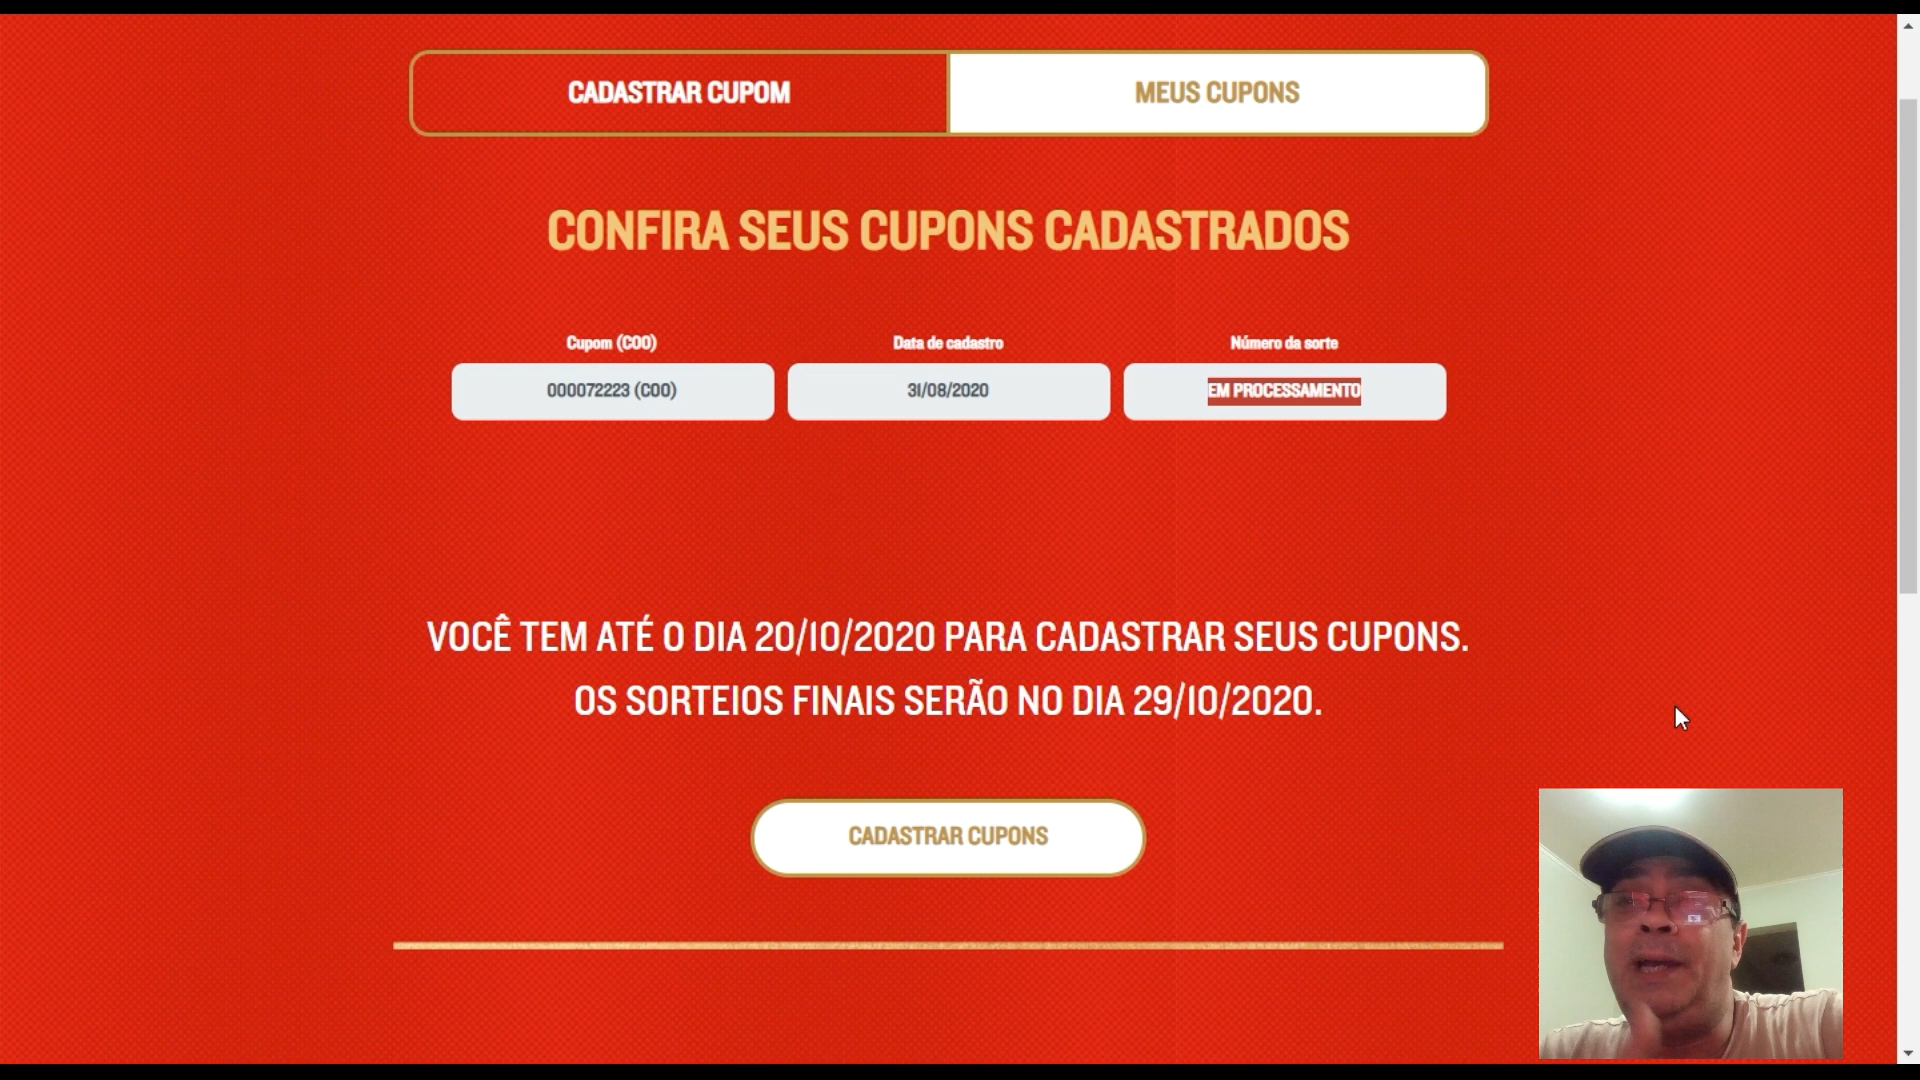 CADASTRAR CUPOM
MEUS CUPONS
CONFIRA SEUS CUPONS CADASTRADOS
Cupom (COO)
Data de cadastro
Número da sorte
000072223 (COO)
31/08/2020
EM PROCESSAMENTO
VOCÊ TEM ATÉ O DIA 20/10/2020 PARA CADASTRAR SEUS CUPONS.
OS SORTEIOS FINAIS SERÃO NO DIA 29/10/2020.
CADASTRAR CUPONS